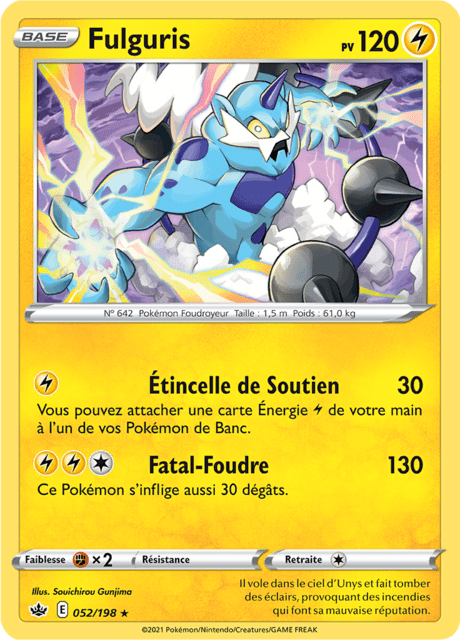 BASE Fulguris PV 120
N° 642 Pokémon Foudroyeur Taille : 1,5 m Poids : 61,0 kg
Étincelle de Soutien 30
Vous pouvez attacher une carte Énergie de votre main
à l'un de vos Pokémon de Banc.
Fatal-Foudre 130
Ce Pokémon s'inflige aussi 30 dégâts.
Faiblesse ×2 Résistance Retraite
Illus. Souichirou Gunjima
E 052/198 ★
Il vole dans le ciel d'Unys et fait tomber
des éclairs, provoquant des incendies
qui font sa mauvaise réputation.
©2021 Pokémon/Nintendo/Creatures/GAME FREAK